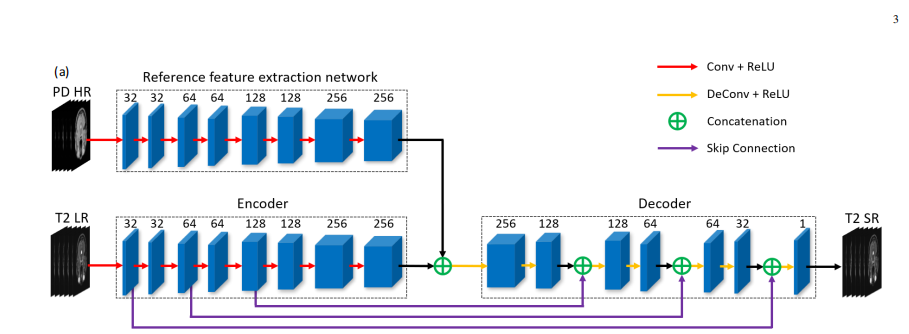 3
(a)
PD HR
Reference feature extraction network
32 32 64 64 128 128 256 256
Conv + ReLU
DeConv + ReLU
Concatenation
Skip Connection
T2 LR
Encoder
32 32 64 64 128 128 256 256
Decoder
256 128 128 64 64 32 1
T2 SR